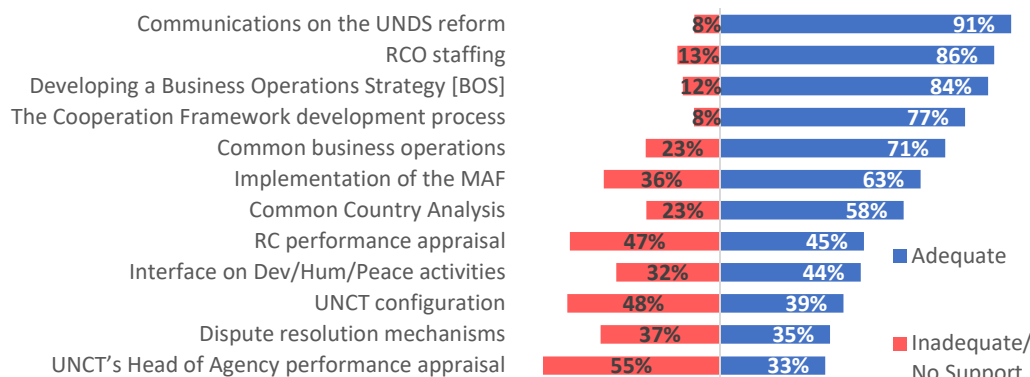 Communications on the UNDS reform 8% 91%
RCO staffing 13% 86%
Developing a Business Operations Strategy [BOS] 12% 84%
The Cooperation Framework development process 8% 77%
Common business operations 23% 71%
Implementation of the MAF 36% 63%
Common Country Analysis 23% 58%
RC performance appraisal 47% 45%
Adequate
Interface on Dev/Hum/Peace activities 32% 44%
UNCT configuration 48% 39%
Dispute resolution mechanisms 37% 35%
Inadequate/
UNCT's Head of Agency performance appraisal 55% 33%
No Support